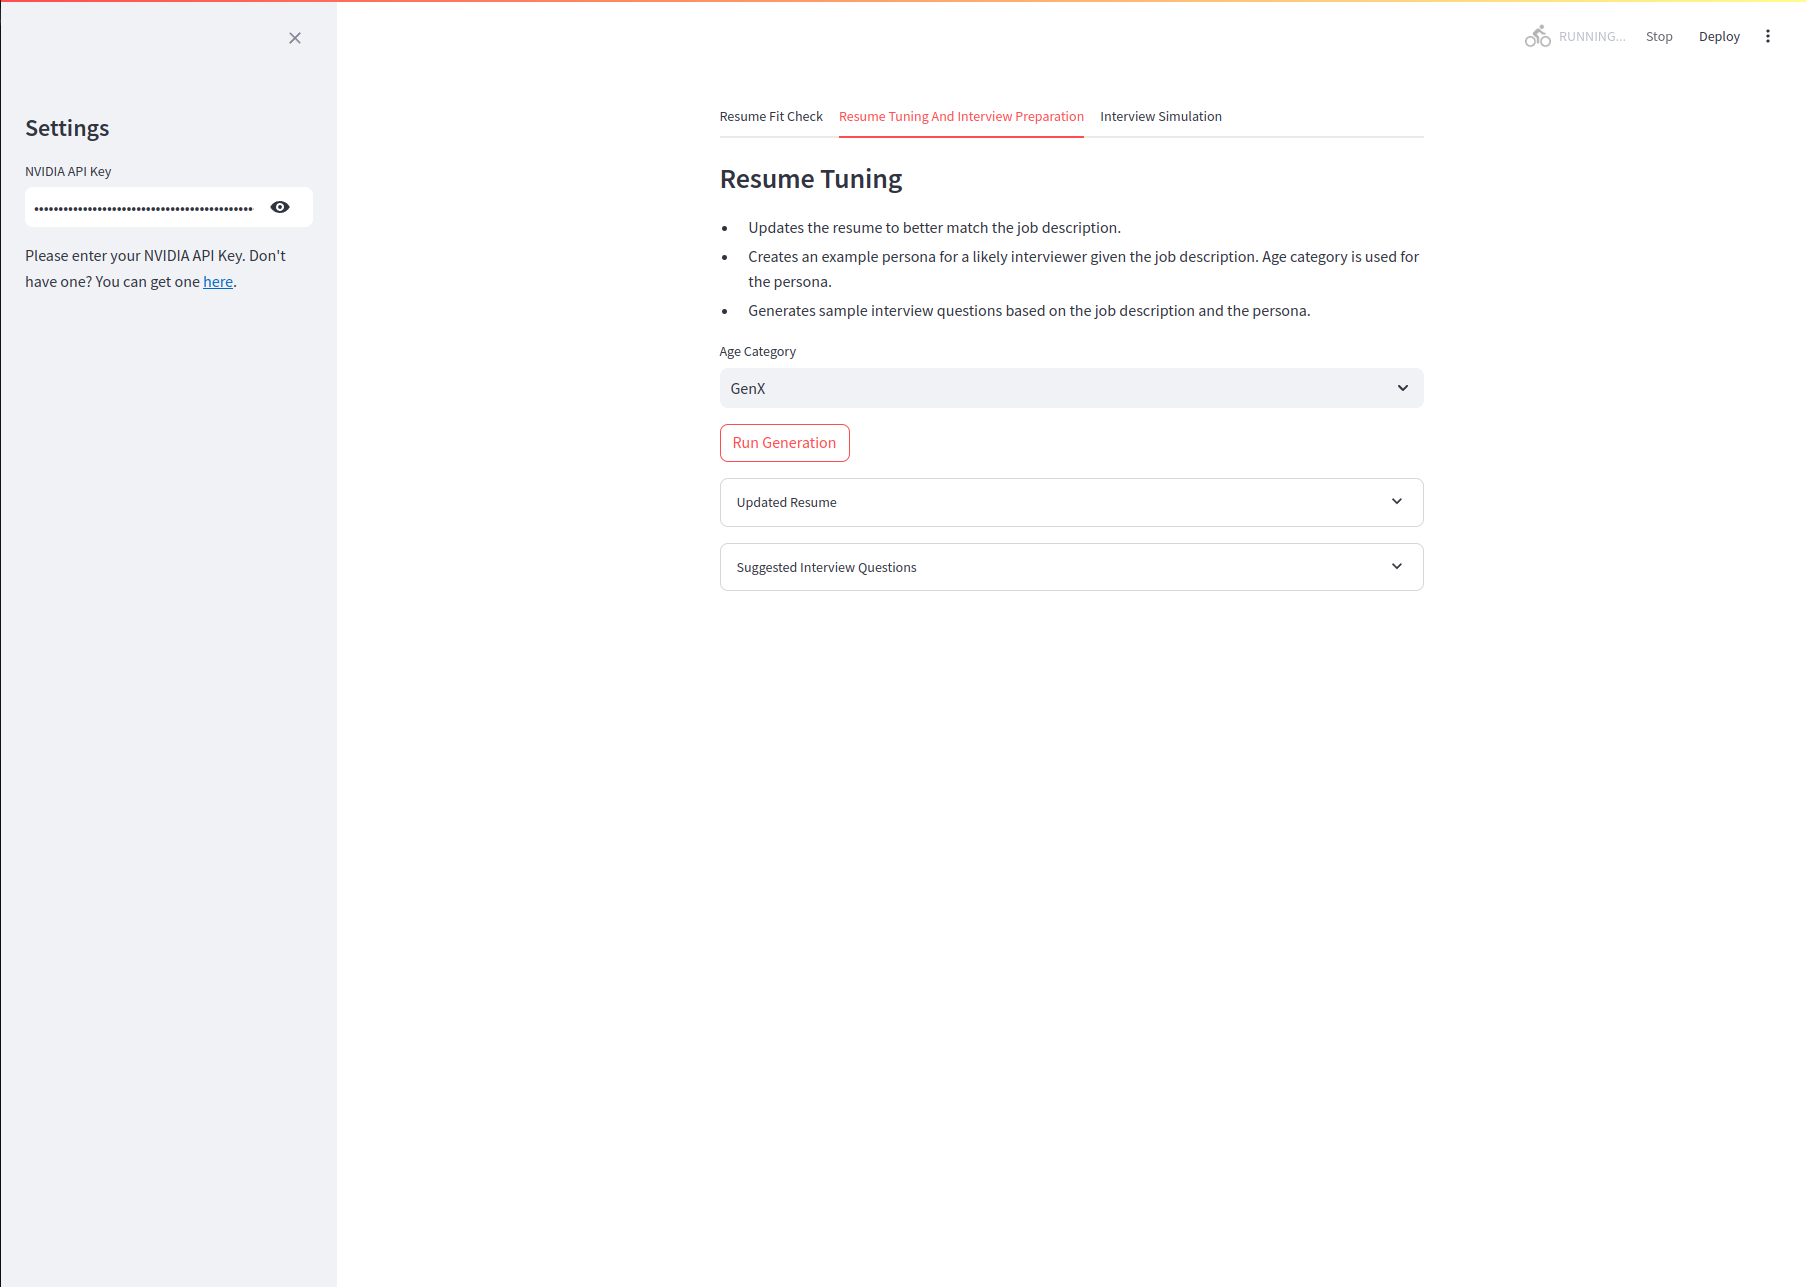 RUNNING...
Stop
Deploy
Settings
NVIDIA API Key
••••••••••••••••••••••••••••••••••••••••••••••
Please enter your NVIDIA API Key. Don't
have one? You can get one here.
Resume Fit Check
Resume Tuning And Interview Preparation
Interview Simulation
Resume Tuning
• Updates the resume to better match the job description.
• Creates an example persona for a likely interviewer given the job description. Age category is used for
the persona.
• Generates sample interview questions based on the job description and the persona.
Age Category
GenX
Run Generation
Updated Resume
Suggested Interview Questions